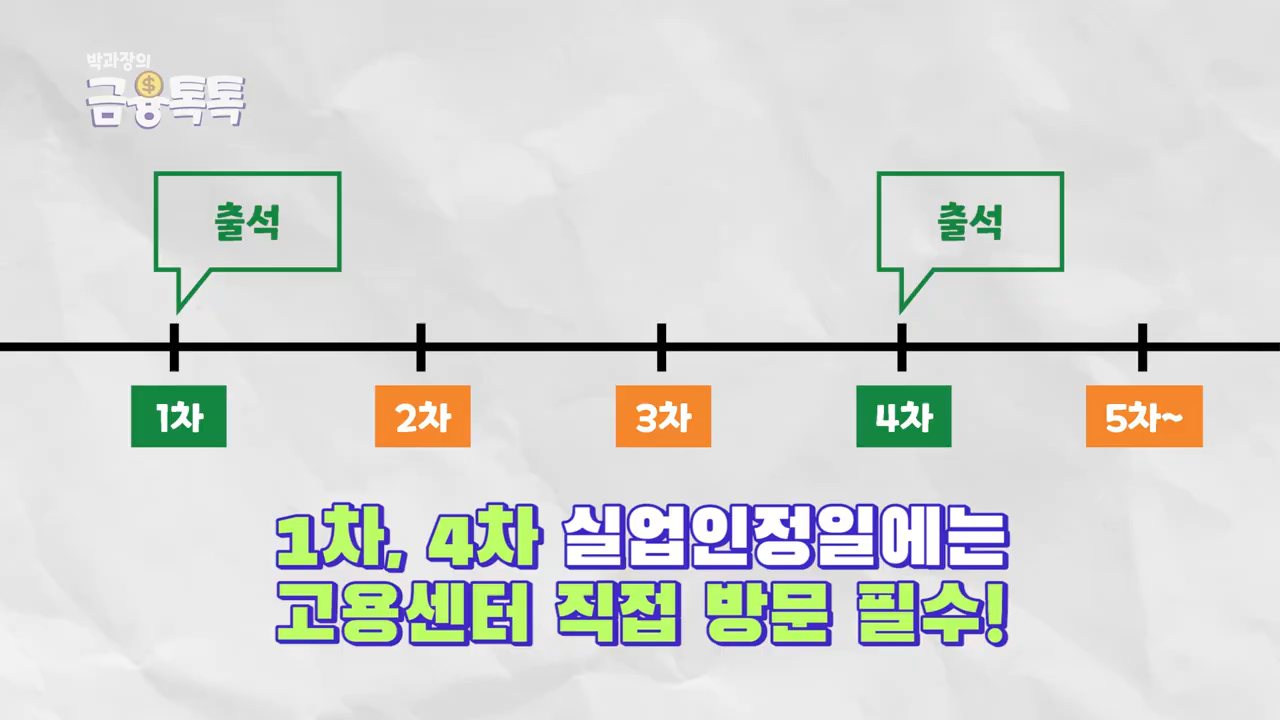 박과장의
금융톡톡
출석
출석
1차
2차
3차
4차
5차~
1차, 4차 실업인정일에는
고용센터 직접 방문 필수!